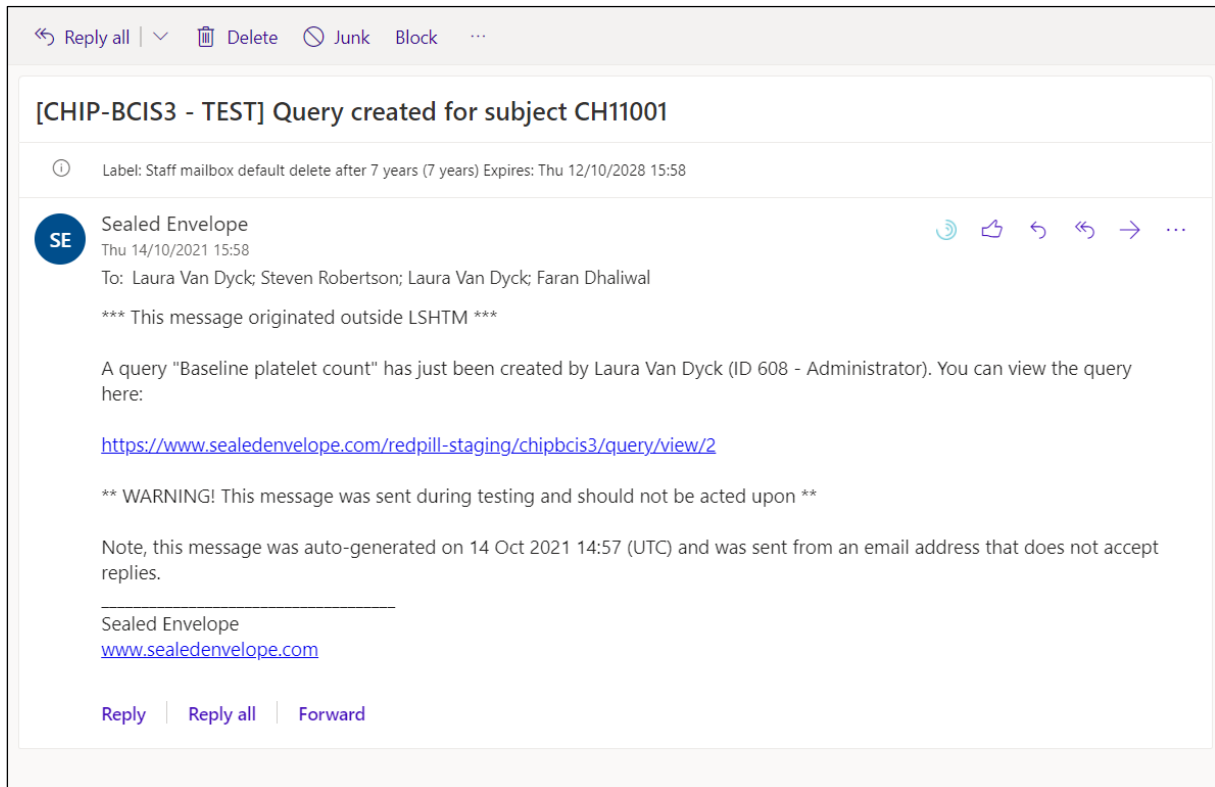 Reply all Delete Junk Block ...
[CHIP-BCIS3 - TEST] Query created for subject CH11001
Label: Staff mailbox default delete after 7 years (7 years) Expires: Thu 12/10/2028 15:58
SE
Sealed Envelope
Thu 14/10/2021 15:58
To: Laura Van Dyck; Steven Robertson; Laura Van Dyck; Faran Dhaliwal
*** This message originated outside LSHTM ***
A query "Baseline platelet count" has just been created by Laura Van Dyck (ID 608 - Administrator). You can view the query
here:
https://www.sealedenvelope.com/redpill-staging/chipbcis3/query/view/2
** WARNING! This message was sent during testing and should not be acted upon **
Note, this message was auto-generated on 14 Oct 2021 14:57 (UTC) and was sent from an email address that does not accept
replies.
_____________________________________
Sealed Envelope
www.sealedenvelope.com
Reply Reply all Forward